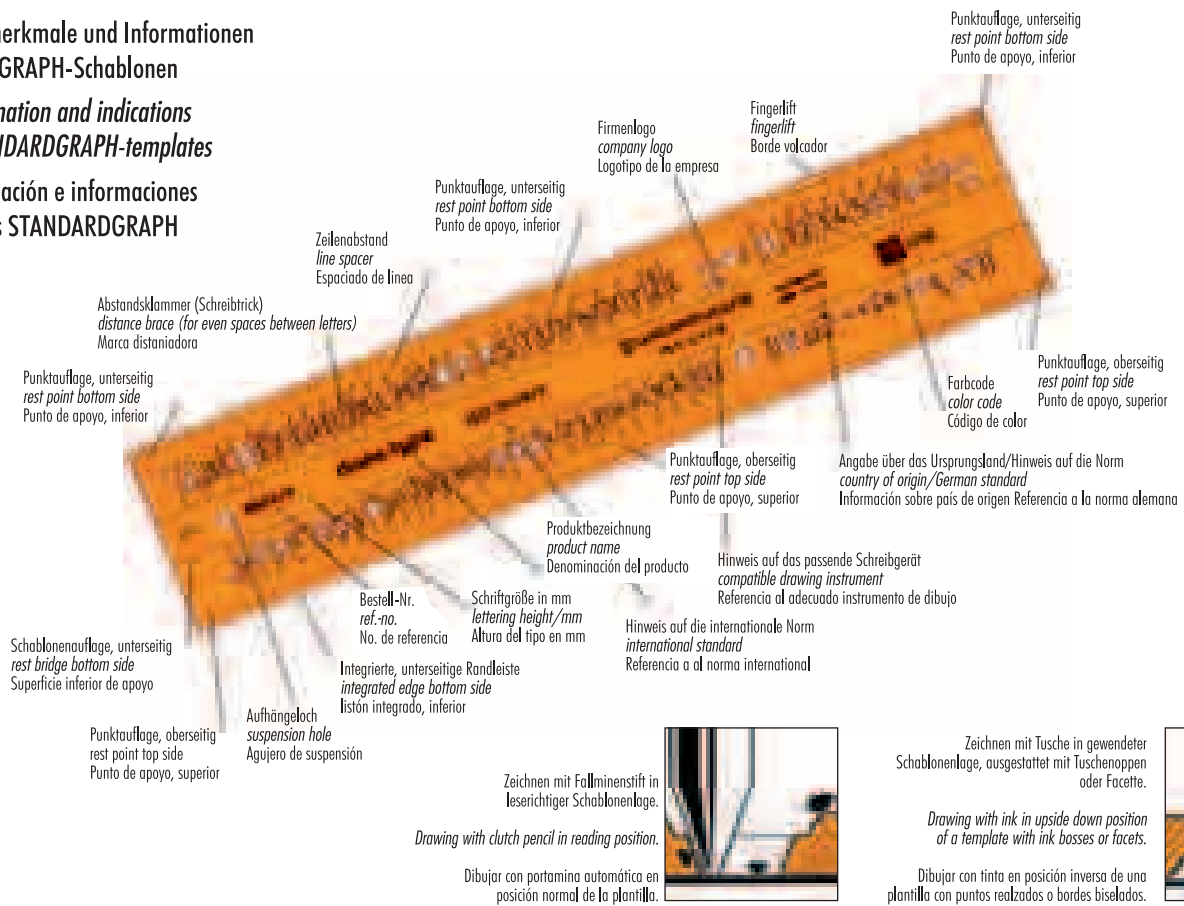 erkmale und Informationen
GRAPH-Schablonen
nation and indications
NDARDGRAPH-templates
ación e informaciones
s STANDARDGRAPH
Punktauflage, unterseitig
rest point bottom side
Punto de apoyo, inferior
Fingerlift
fingerlift
Borde volcador
Firmenlogo
company logo
Logotipo de la empresa
Punktauflage, unterseitig
rest point bottom side
Punto de apoyo, inferior
Zeilenabstand
line spacer
Espaciado de linea
Abstandsklammer (Schreibtrick)
distance brace (for even spaces between letters)
Marca distaniadora
Punktauflage, unterseitig
rest point bottom side
Punto de apoyo, inferior
Punktauflage, oberseitig
rest point top side
Punto de apoyo, superior
Farbcode
color code
Código de color
Angabe über das Ursprungsland/Hinweis auf die Norm
country of origin/German standard
Información sobre país de origen Referencia a la norma alemana
Punktauflage, oberseitig
rest point top side
Punto de apoyo, superior
Produktbezeichnung
product name
Denominación del producto
Hinweis auf das passende Schreibgerät
compatible drawing instrument
Referencia al adecuado instrumento de dibujo
Bestell-Nr.
ref.-no.
No. de referencia
Schriftgröße in mm
lettering height/mm
Altura del tipo en mm
Hinweis auf die internationale Norm
international standard
Referencia a al norma international
Schablonenauflage, unterseitig
rest bridge bottom side
Superficie inferior de apoyo
Integrierte, unterseitige Randleiste
integrated edge bottom side
listón integrado, inferior
Aufhängeloch
suspension hole
Agujero de suspensión
Punktauflage, oberseitig
rest point top side
Punto de apoyo, superior
Zeichnen mit Fallminenstift in
leserichtiger Schablonenlage.
Drawing with clutch pencil in reading position.
Dibujar con portamina automática en
posición normal de la plantilla.
Zeichnen mit Tusche in gewendeter
Schablonenlage, ausgestattet mit Tuschenoppen
oder Facette.
Drawing with ink in upside down position
of a template with ink bosses or facets.
Dibujar con tinta en posición inversa de una
plantilla con puntos realzados o bordes biselados.